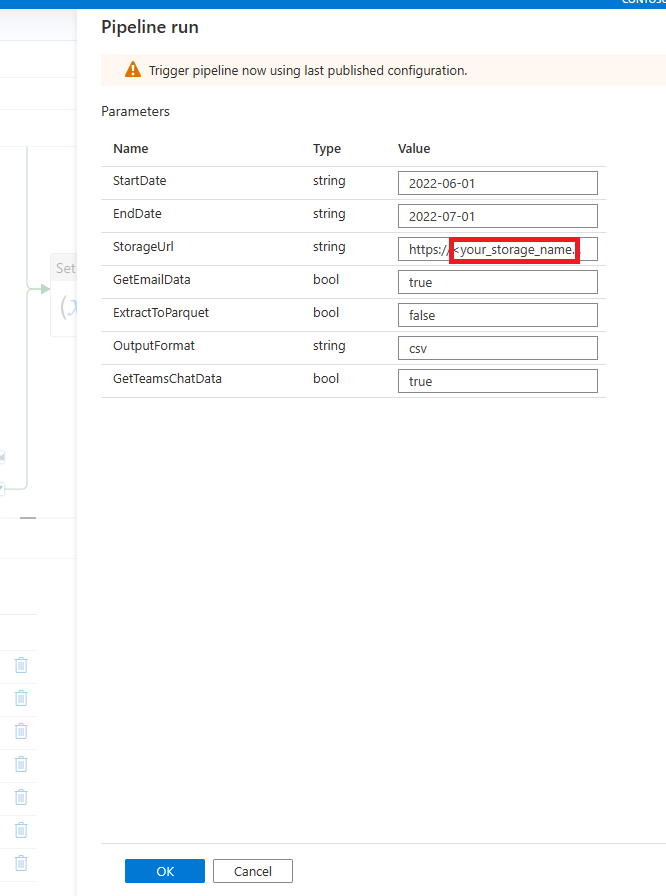 Pipeline run
Trigger pipeline now using last published configuration.
Parameters
Name Type Value
StartDate string 2022-06-01
EndDate string 2022-07-01
StorageUrl string https://<your_storage_name..
GetEmailData bool true
ExtractToParquet bool false
OutputFormat string csv
GetTeamsChatData bool true
Set
OK Cancel